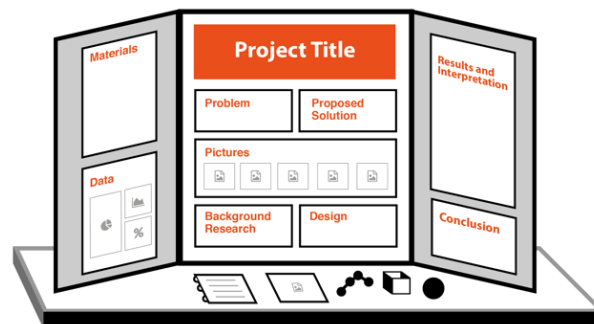 Materials
Data
%
Project Title
Problem
Proposed
Solution
Pictures
Background
Research
Design
Results and
Interpretation
Conclusion